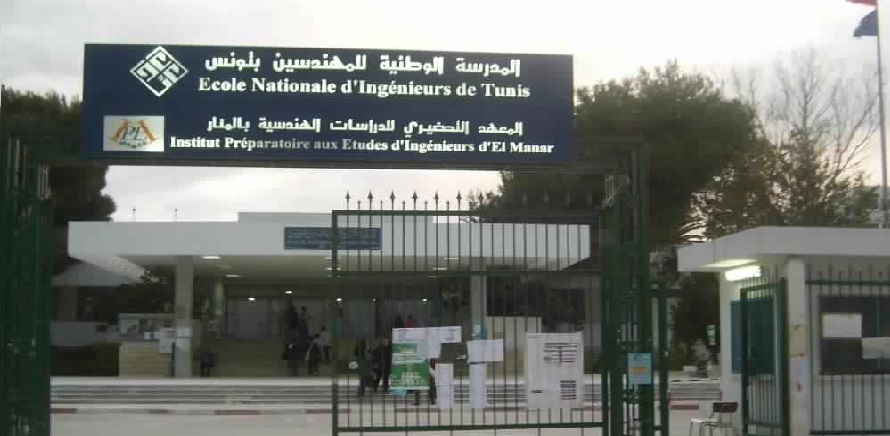 المدرسة الوطنية للمهندسين بتونس
Ecole Nationale d'Ingénieurs de Tunis
المعهد التحضيري للدراسات الهندسية بالمنار
Institut Préparatoire aux Etudes d'Ingénieurs d'El Manar